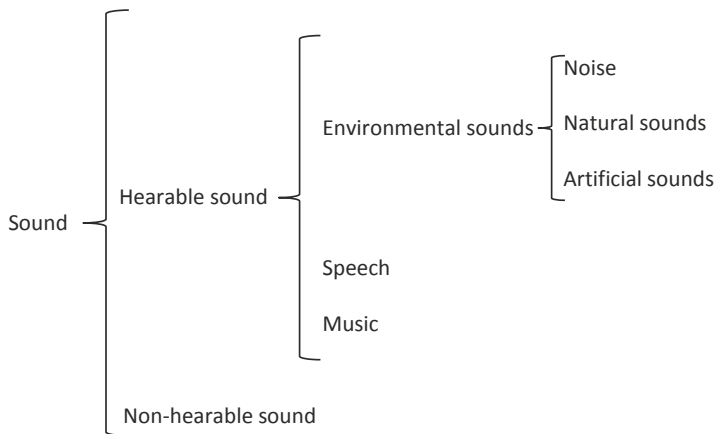 Noise
Environmental sounds
Natural sounds
Artificial sounds
Hearable sound
Sound
Speech
Music
Non-hearable sound